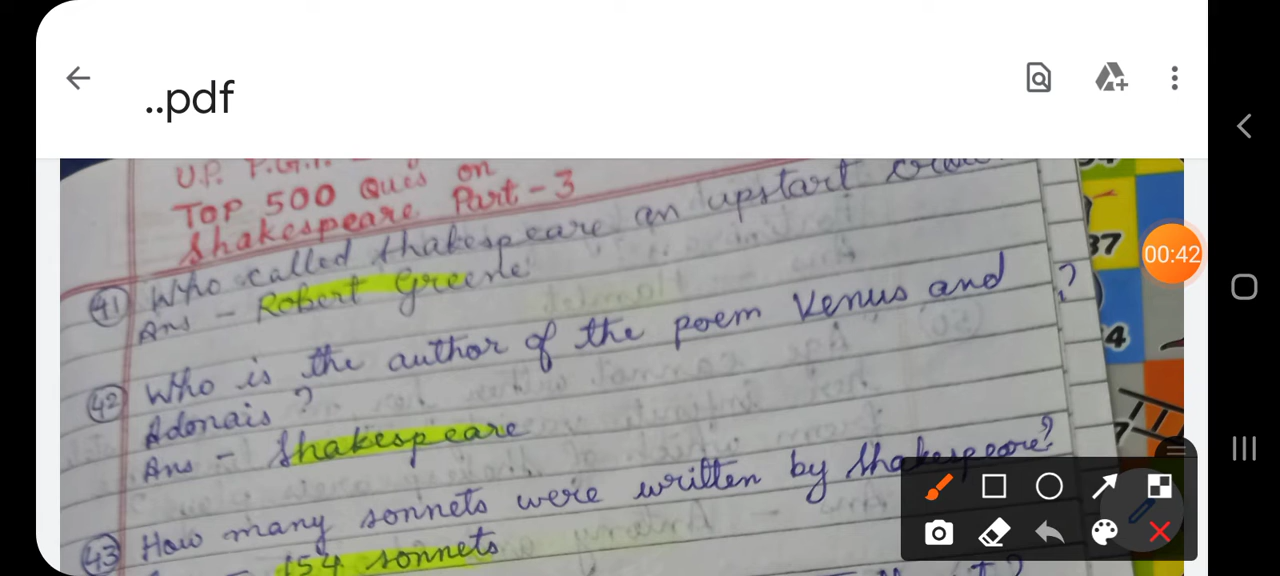 ..pdf
U.P. P.G.T.
Top 500 Ques on
Shakespeare Part - 3
41 Who called Shakespeare an upstart
Ans - Robert Greene
42 Who is the author of the poem Venus and
Adonais ?
Ans - Shakespeare
43 How many sonnets were written by Shakespeare?
154 sonnets
00:42
37
4
?